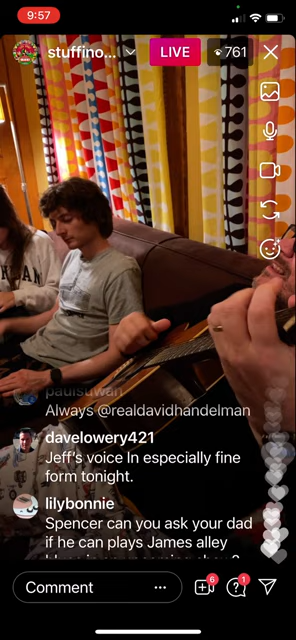 9:57
stuffino...
LIVE
761
LAN
paulsuwan
Always @realdavidhandelman
davelowery421
Jeff's voice In especially fine
form tonight.
lilybonnie
Spencer can you ask your dad
if he can plays James alley
Comment
6
1